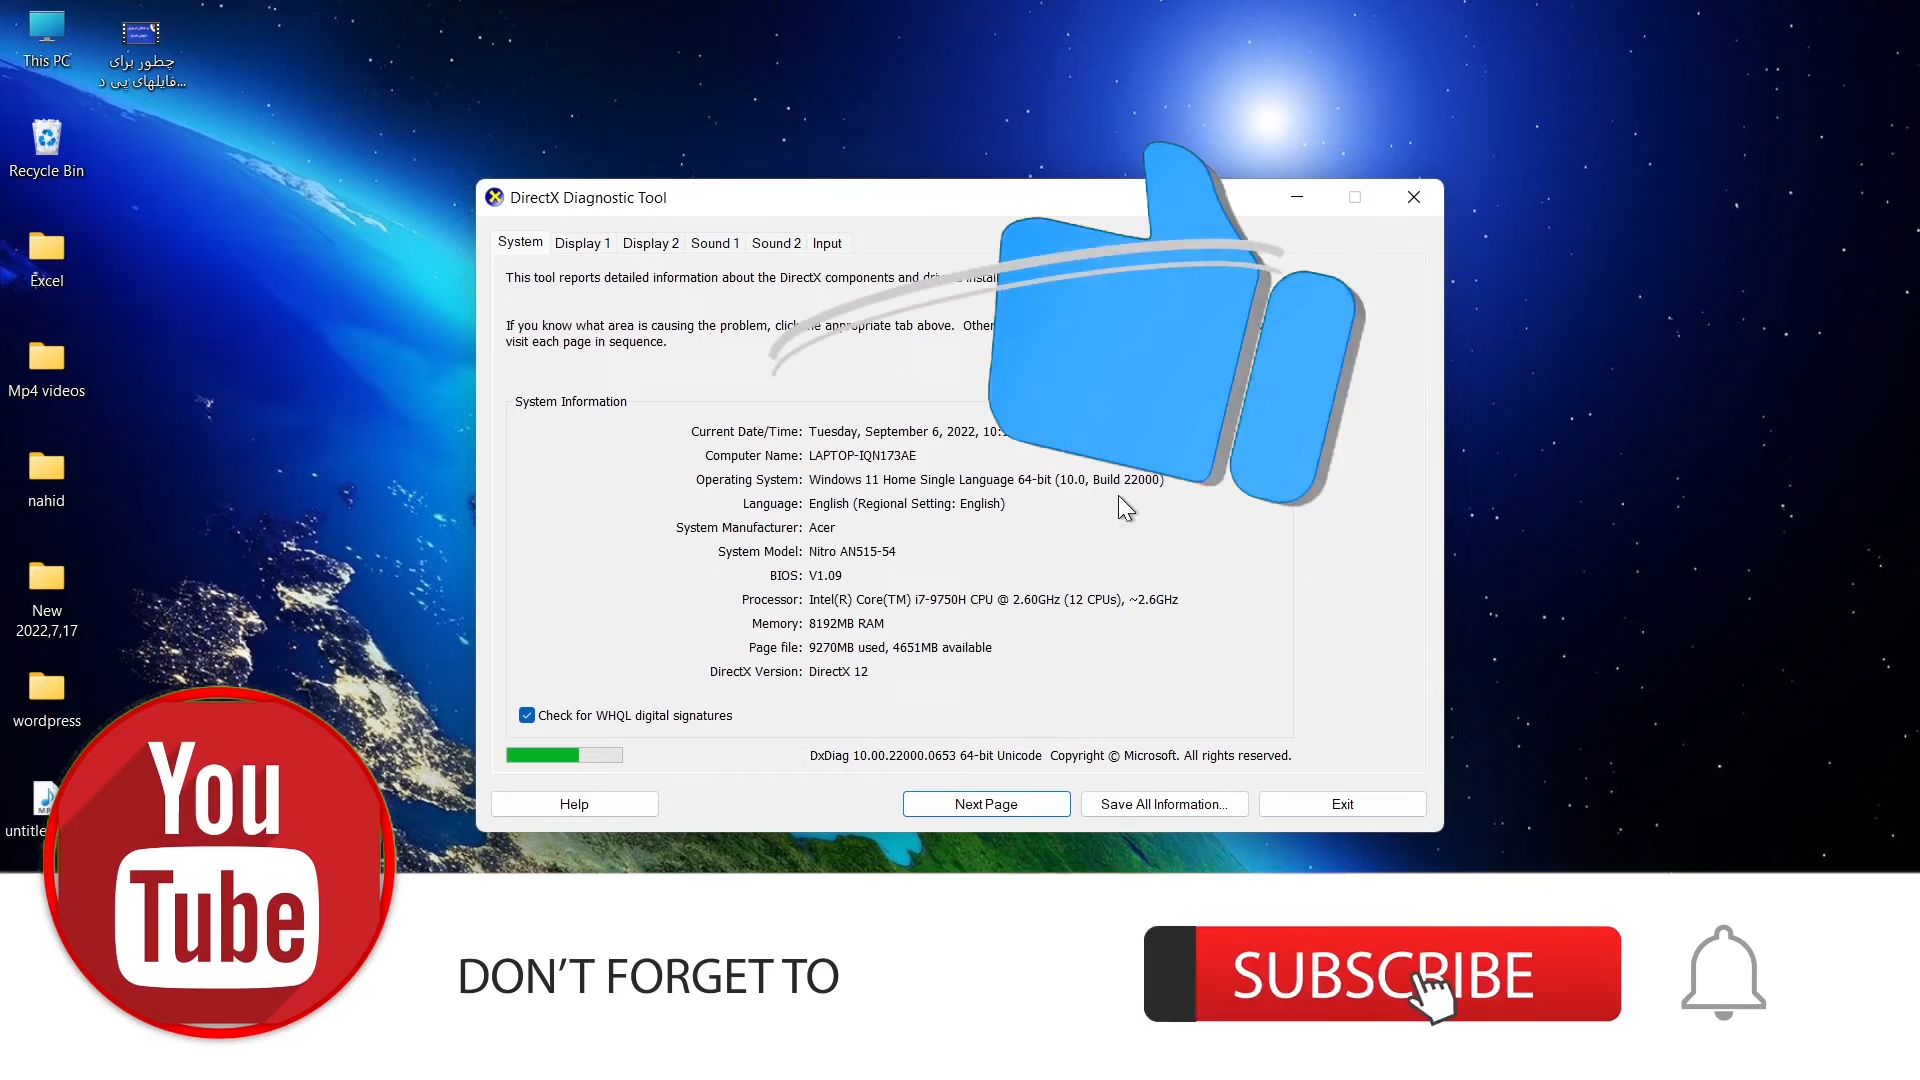 This PC
چطور برای
فایلهای پی د...
Recycle Bin
Excel
Mp4 videos
nahid
New
2022,7,17
wordpress
untitle
DirectX Diagnostic Tool
System Display 1 Display 2 Sound 1 Sound 2 Input
This tool reports detailed information about the DirectX components and
If you know what area is causing the problem, click appropriate tab above. Other
visit each page in sequence.
System Information
Current Date/Time: Tuesday, September 6, 2022, 10:
Computer Name: LAPTOP-IQN173AE
Operating System: Windows 11 Home Single Language 64-bit (10.0, Build 22000)
Language: English (Regional Setting: English)
System Manufacturer: Acer
System Model: Nitro AN515-54
BIOS: V1.09
Processor: Intel(R) Core(TM) i7-9750H CPU @ 2.60GHz (12 CPUs), ~2.6GHz
Memory: 8192MB RAM
Page file: 9270MB used, 4651MB available
DirectX Version: DirectX 12
Check for WHQL digital signatures
DxDiag 10.00.22000.0653 64-bit Unicode Copyright © Microsoft. All rights reserved.
Help Next Page Save All Information... Exit
You
Tube
DON'T FORGET TO
SUBSCRIBE